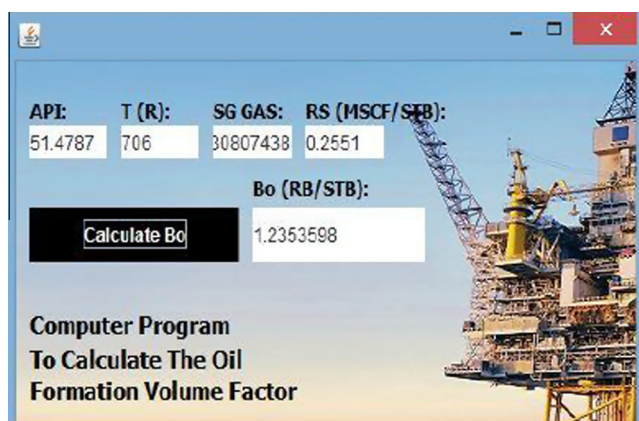 API: T (R): SG GAS: RS (MSCF/STB):
51.4787 706 30807438 0.2551
Bo (RB/STB):
Calculate Bo 1.2353598
Computer Program
To Calculate The Oil
Formation Volume Factor